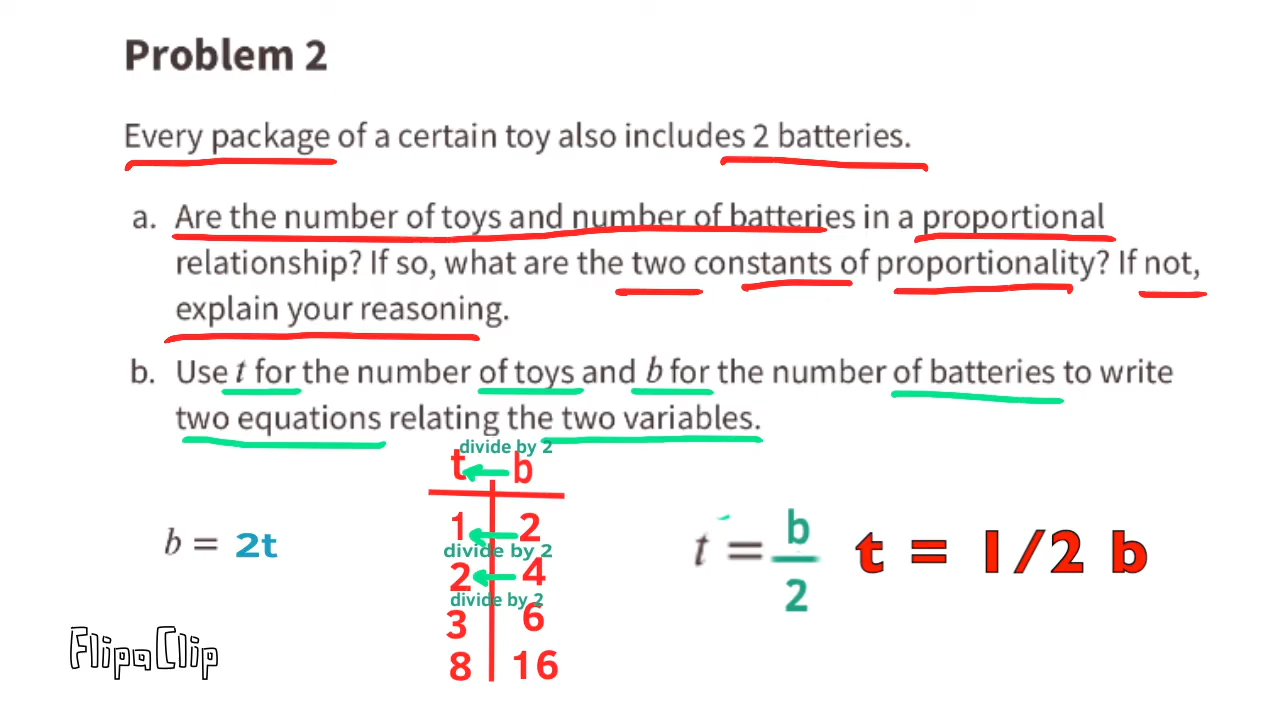 Problem 2
Every package of a certain toy also includes 2 batteries.
a. Are the number of toys and number of batteries in a proportional
relationship? If so, what are the two constants of proportionality? If not,
explain your reasoning.
b. Use t for the number of toys and b for the number of batteries to write
two equations relating the two variables.
divide by 2
t b
1 2
divide by 2
2 4
divide by 2
3 6
8 16
b = 2t
t = b
2
t = 1/2 b
FlipaClip